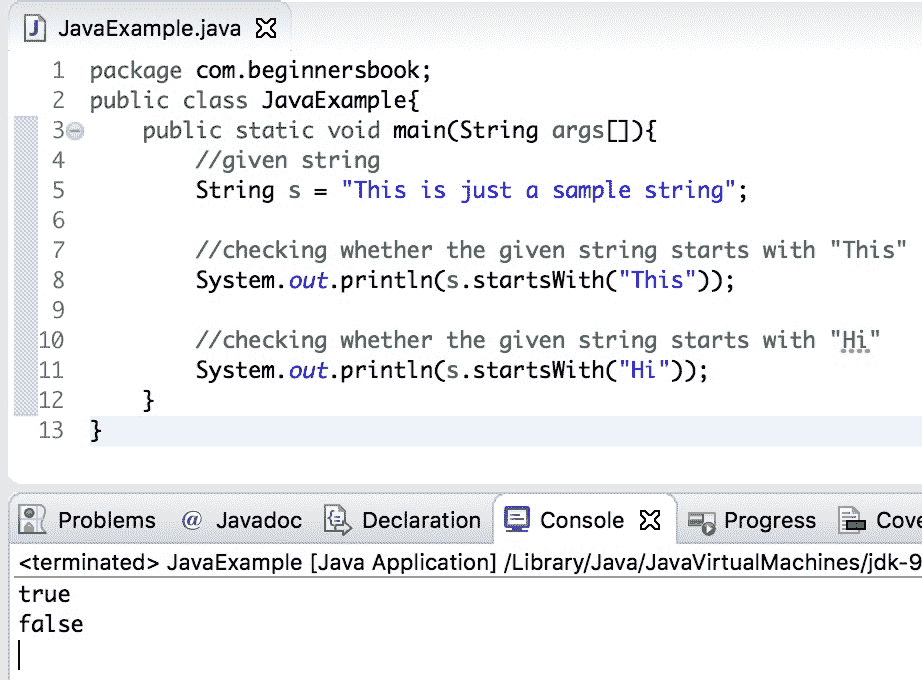 JavaExample.java
1 package com.beginnersbook;
2 public class JavaExample{
3 public static void main(String args[]){
4 //given string
5 String s = "This is just a sample string";
6
7 //checking whether the given string starts with "This"
8 System.out.println(s.startsWith("This"));
9
10 //checking whether the given string starts with "Hi"
11 System.out.println(s.startsWith("Hi"));
12 }
13 }
Problems @ Javadoc Declaration Console Progress Cove
<terminated> JavaExample [Java Application] /Library/Java/JavaVirtualMachines/jdk-9
true
false